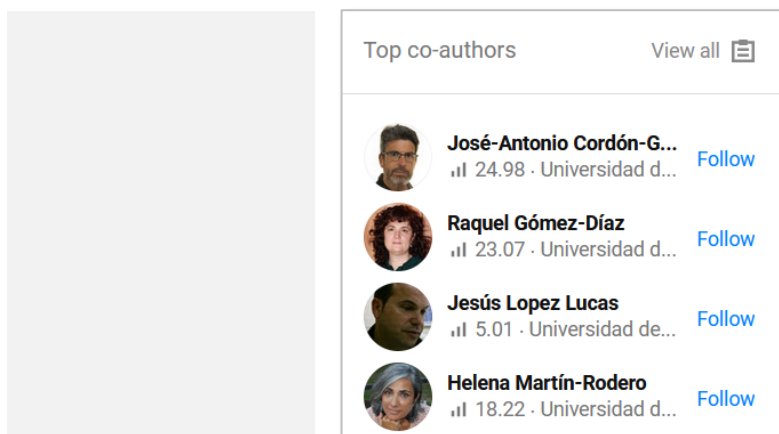 Top co-authors View all
José-Antonio Cordón-G...
24.98 · Universidad d...
Follow
Raquel Gómez-Díaz
23.07 · Universidad d...
Follow
Jesús Lopez Lucas
5.01 · Universidad de...
Follow
Helena Martín-Rodero
18.22 · Universidad d...
Follow